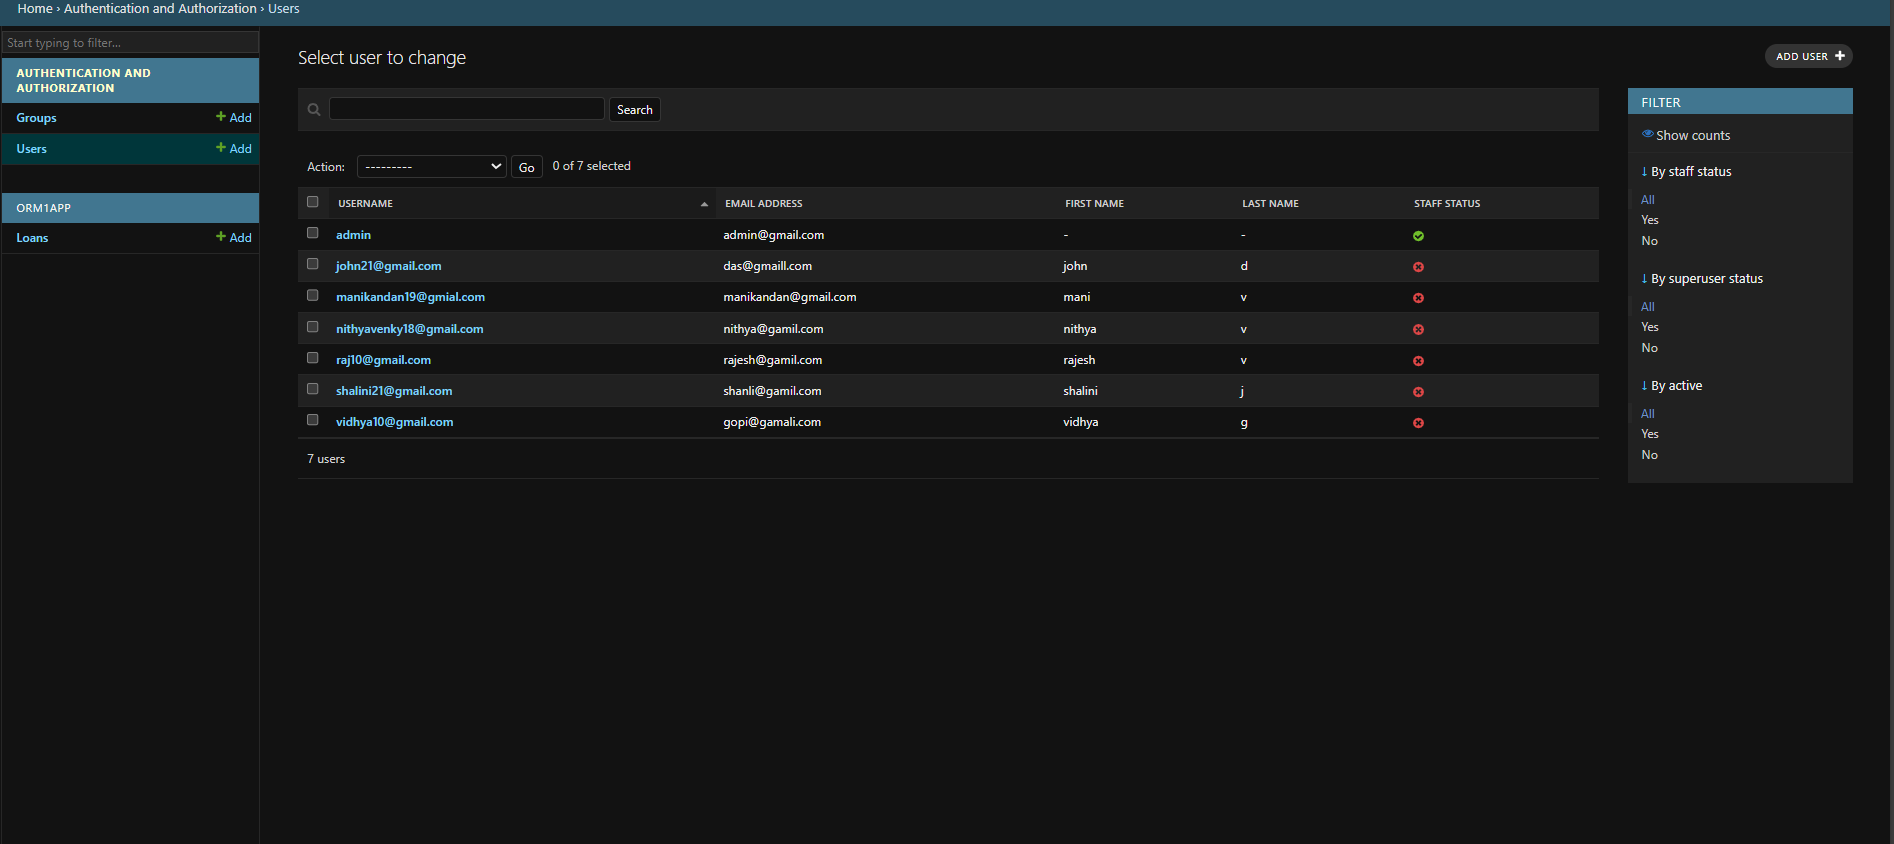 Home › Authentication and Authorization › Users
Start typing to filter...
AUTHENTICATION AND
AUTHORIZATION
Groups + Add
Users + Add
ORM1APP
Loans + Add
Select user to change
ADD USER +
Search
Action: --------- Go 0 of 7 selected
USERNAME EMAIL ADDRESS FIRST NAME LAST NAME STAFF STATUS
admin admin@gmail.com - -
john21@gmail.com das@gmaill.com john d
manikandan19@gmial.com manikandan@gmail.com mani v
nithyavenky18@gmail.com nithya@gamil.com nithya v
raj10@gmail.com rajesh@gamil.com rajesh v
shalini21@gmail.com shanli@gamil.com shalini j
vidhya10@gmail.com gopi@gamali.com vidhya g
7 users
FILTER
Show counts
↓ By staff status
All
Yes
No
↓ By superuser status
All
Yes
No
↓ By active
All
Yes
No